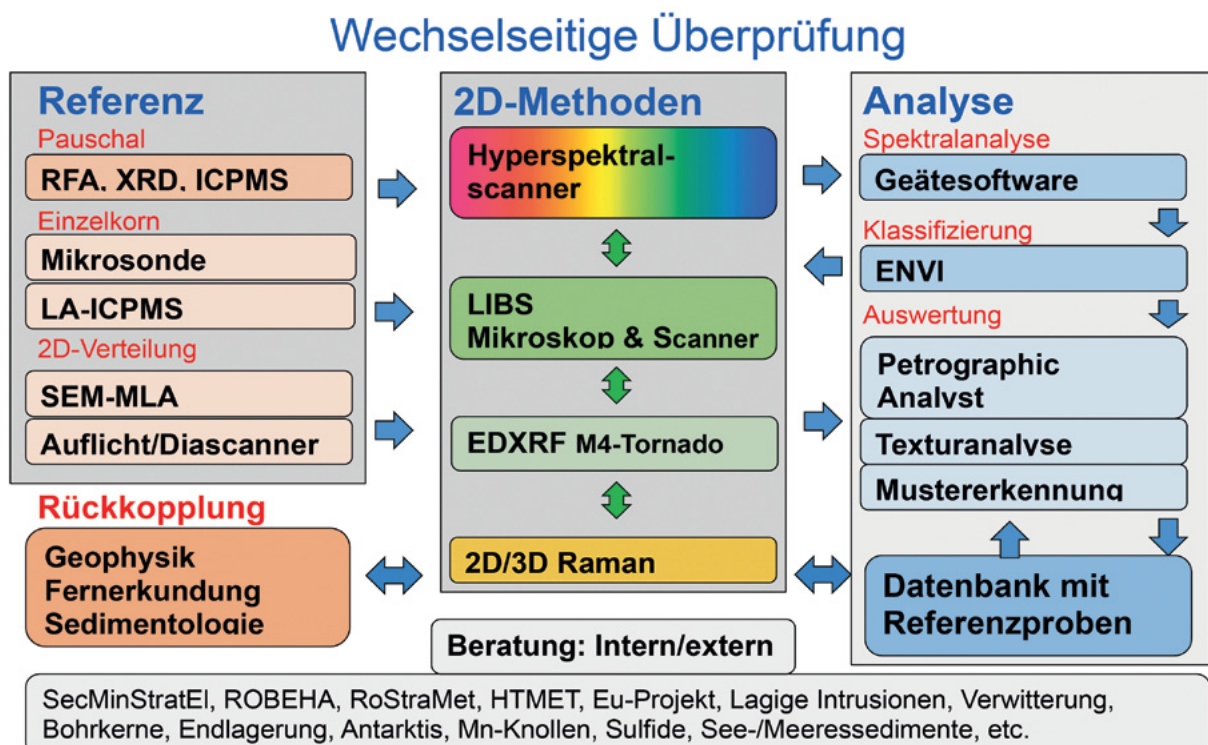 Wechselseitige Überprüfung
Referenz
Pauschal
RFA, XRD, ICPMS
Einzelkorn
Mikrosonde
LA-ICPMS
2D-Verteilung
SEM-MLA
Auflicht/Diascanner
Rückkopplung
Geophysik
Fernerkundung
Sedimentologie
2D-Methoden
Hyperspektral-
scanner
LIBS
Mikroskop & Scanner
EDXRF M4-Tornado
2D/3D Raman
Beratung: Intern/extern
Analyse
Spektralanalyse
Geätesoftware
Klassifizierung
ENVI
Auswertung
Petrographic
Analyst
Texturanalyse
Mustererkennung
Datenbank mit
Referenzproben
SecMinStratEl, ROBEHA, RoStraMet, HTMET, Eu-Projekt, Lagige Intrusionen, Verwitterung,
Bohrkerne, Endlagerung, Antarktis, Mn-Knollen, Sulfide, See-/Meeressedimente, etc.